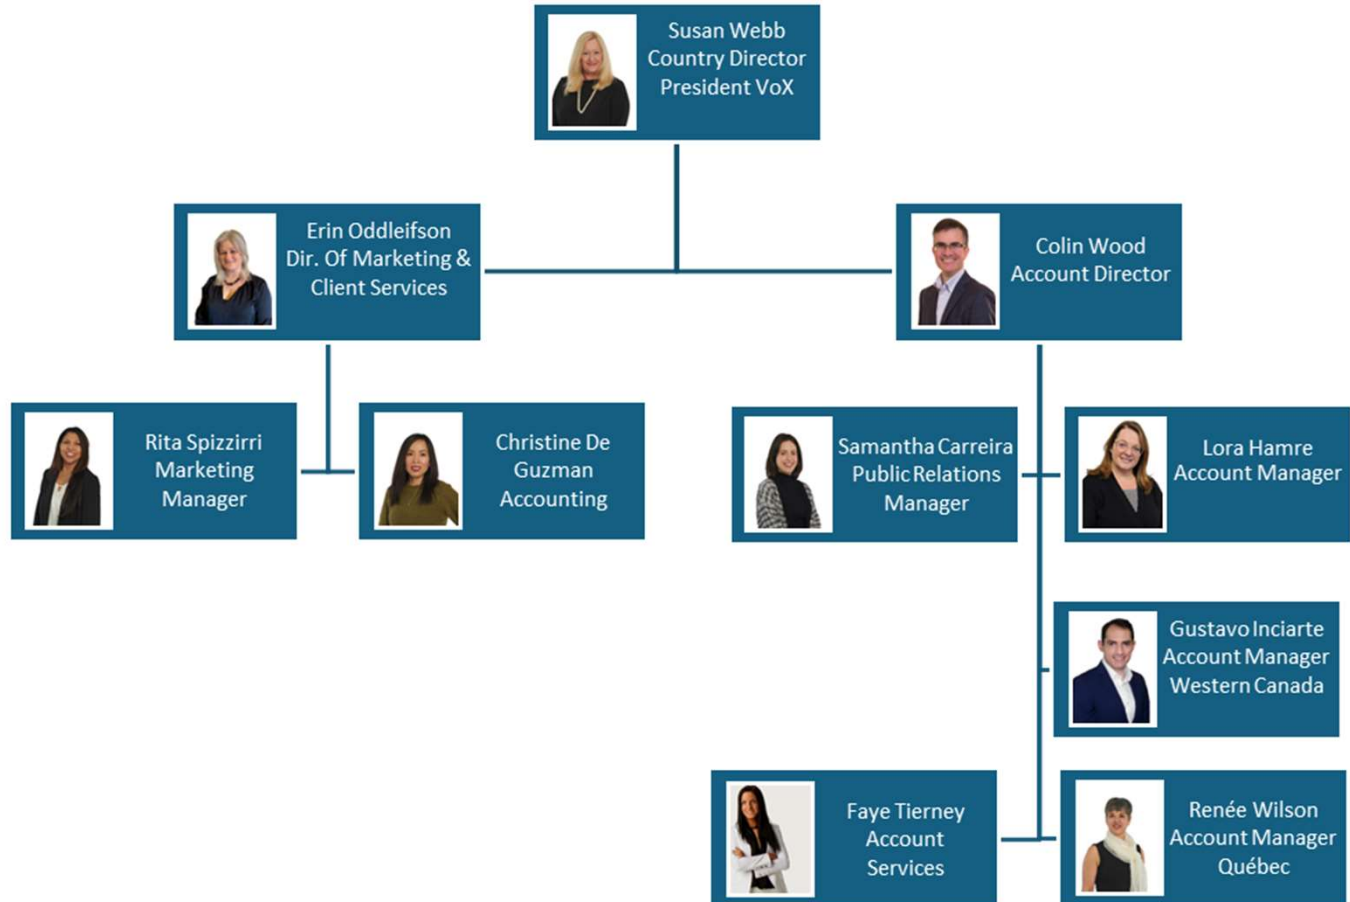 Susan Webb
Country Director
President VoX
Erin Oddleifson
Dir. Of Marketing &
Client Services
Colin Wood
Account Director
Rita Spizzirri
Marketing
Manager
Christine De
Guzman
Accounting
Samantha Carreira
Public Relations
Manager
Lora Hamre
Account Manager
Gustavo Inciarte
Account Manager
Western Canada
Faye Tierney
Account
Services
Renée Wilson
Account Manager
Québec